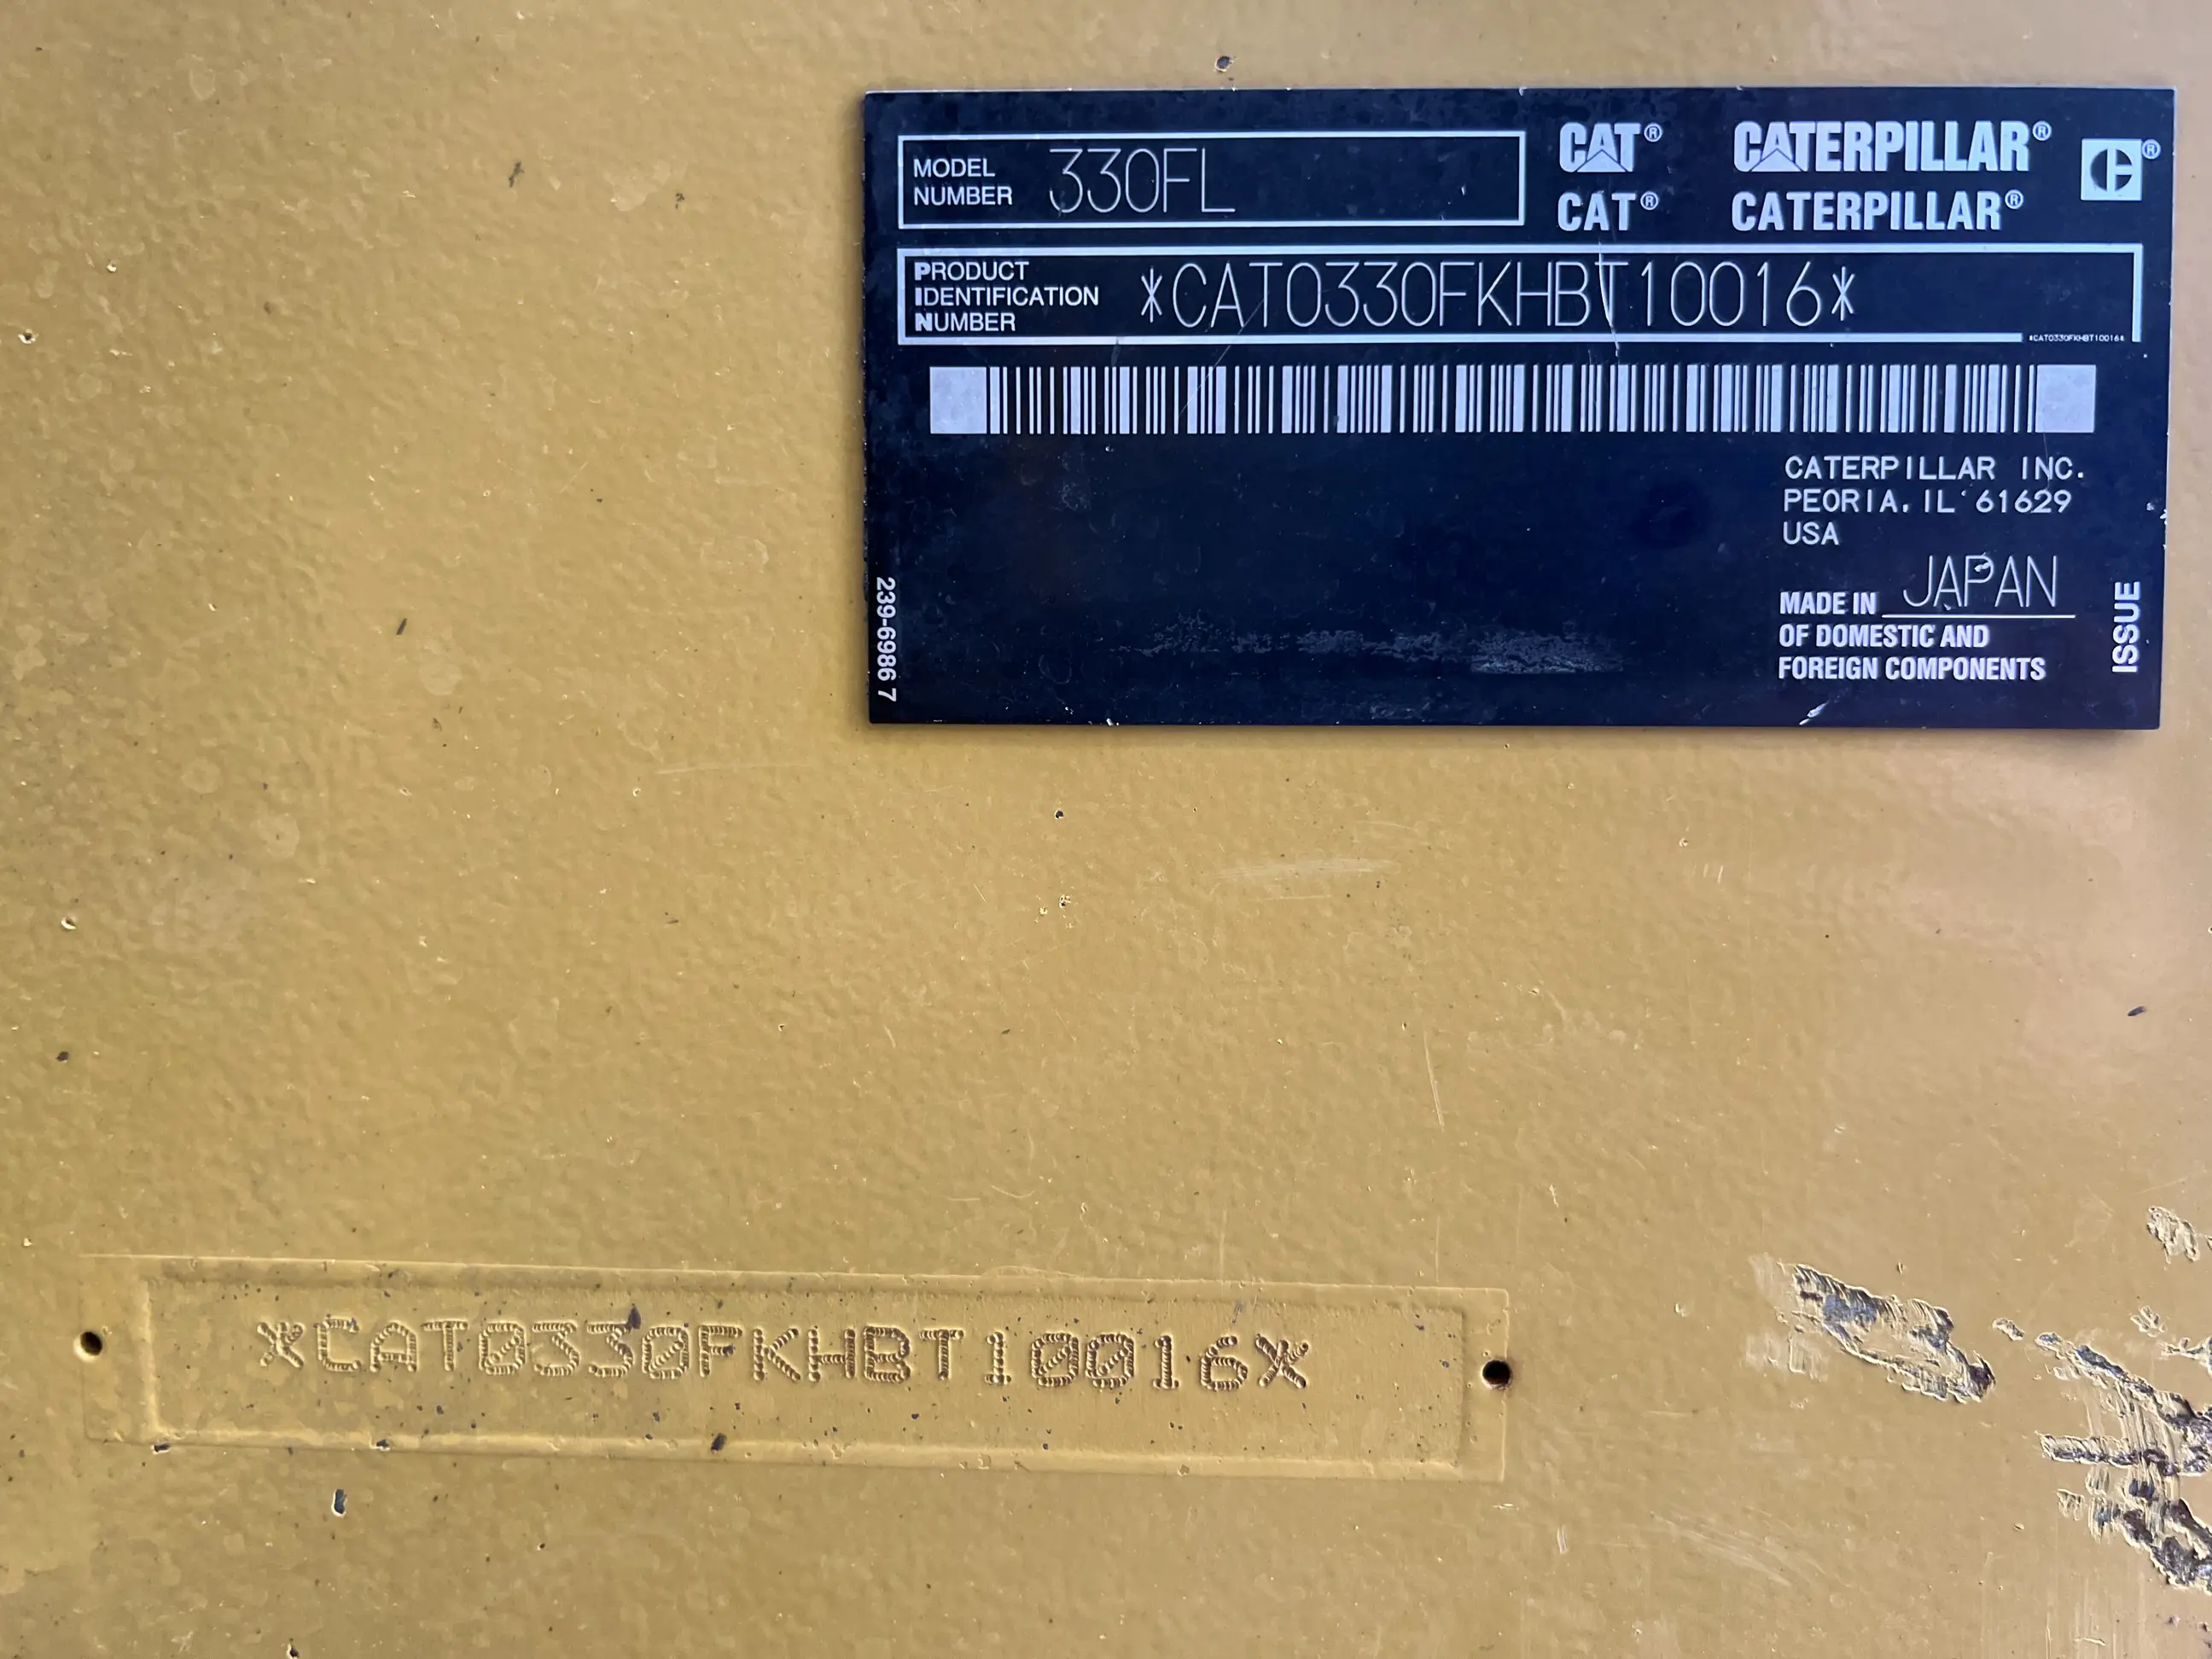 MODEL NUMBER 330FL
CAT® CATERPILLAR®
CAT® CATERPILLAR®
PRODUCT IDENTIFICATION NUMBER *CAT0330FKHBT10016*
*CAT0330FKHBT10016*
CATERPILLAR INC.
PEORIA, IL 61629
USA
MADE IN JAPAN
OF DOMESTIC AND
FOREIGN COMPONENTS
239-6986 7
ISSUE
*CAT0330FKHBT10016*